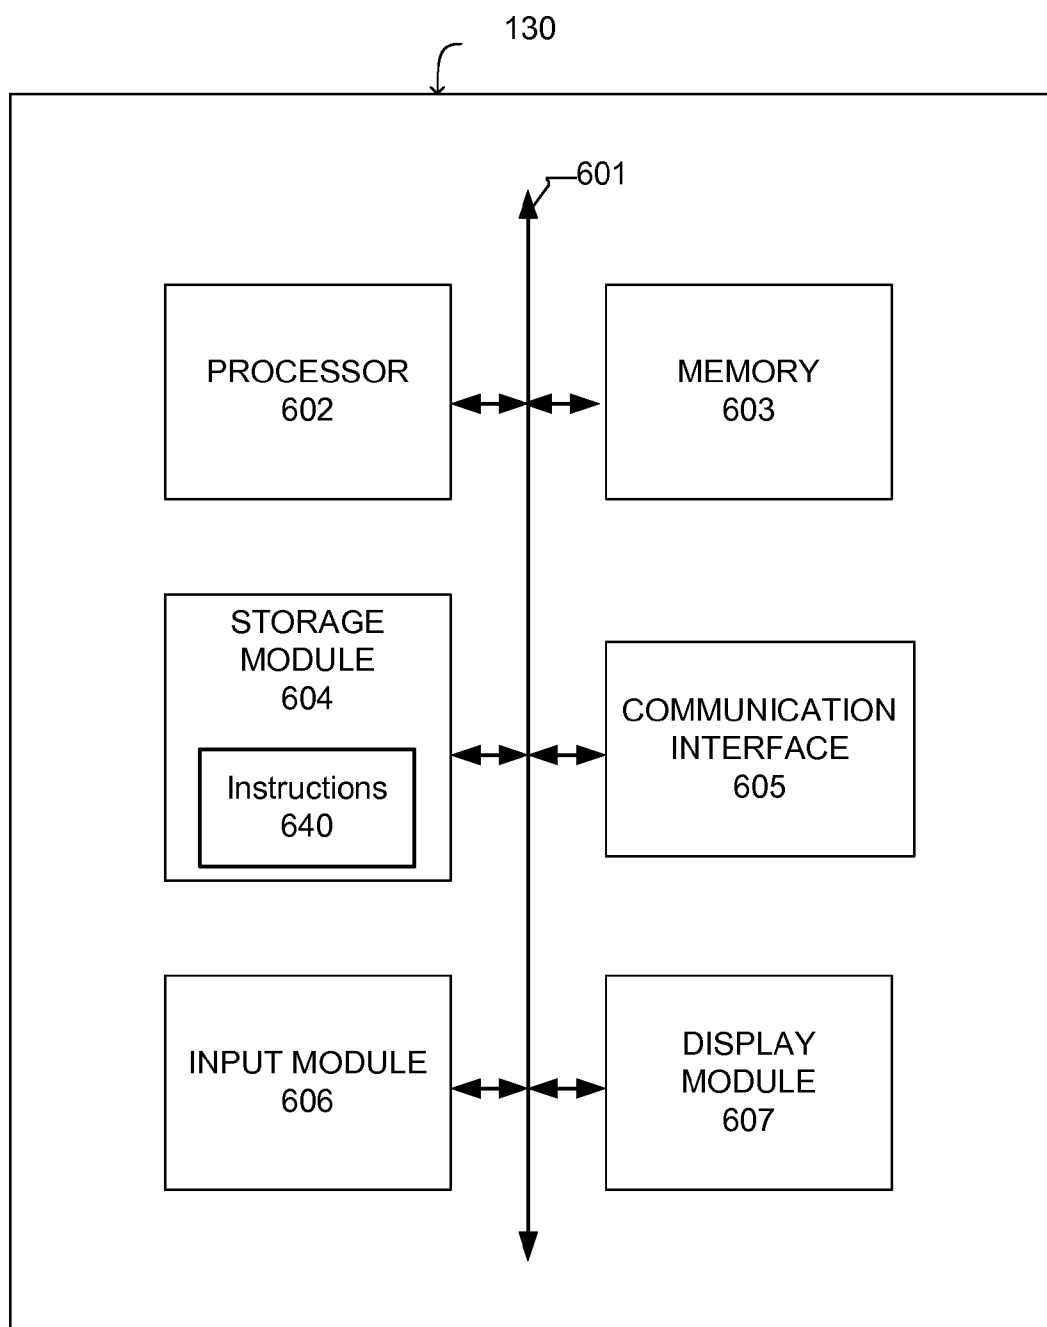 130
601
PROCESSOR
602
MEMORY
603
STORAGE
MODULE
604
Instructions
640
COMMUNICATION
INTERFACE
605
INPUT MODULE
606
DISPLAY
MODULE
607